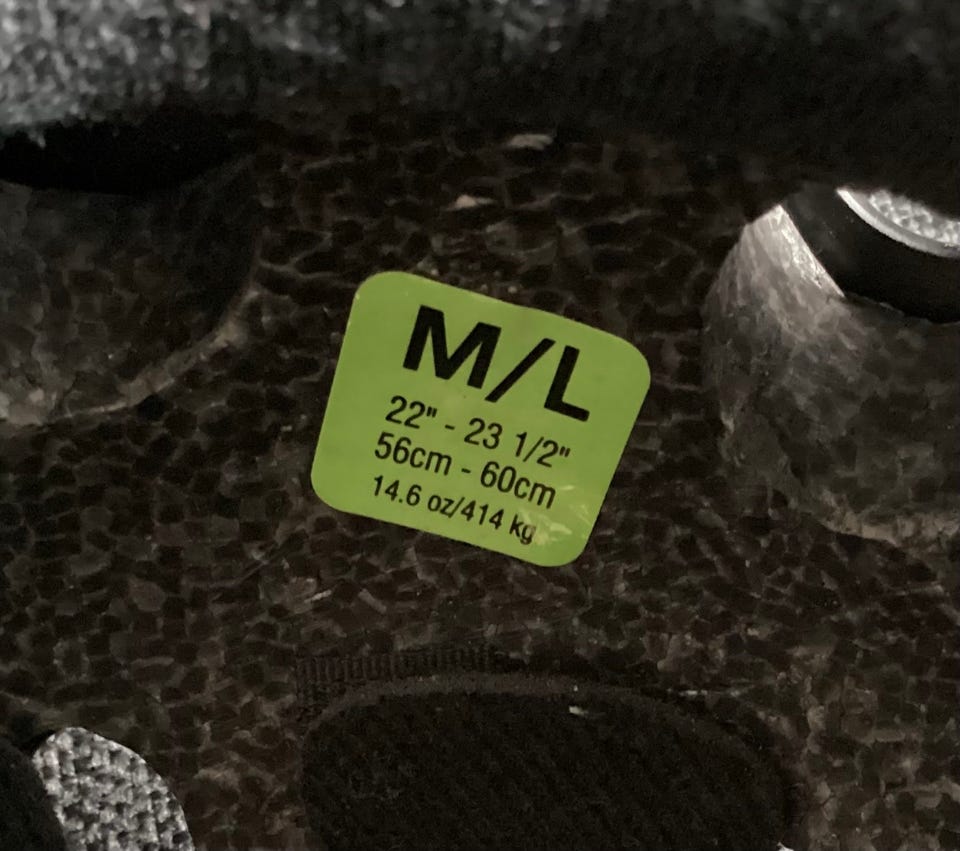 M/L
22" - 23 1/2"
56cm - 60cm
14.6 oz/414 kg